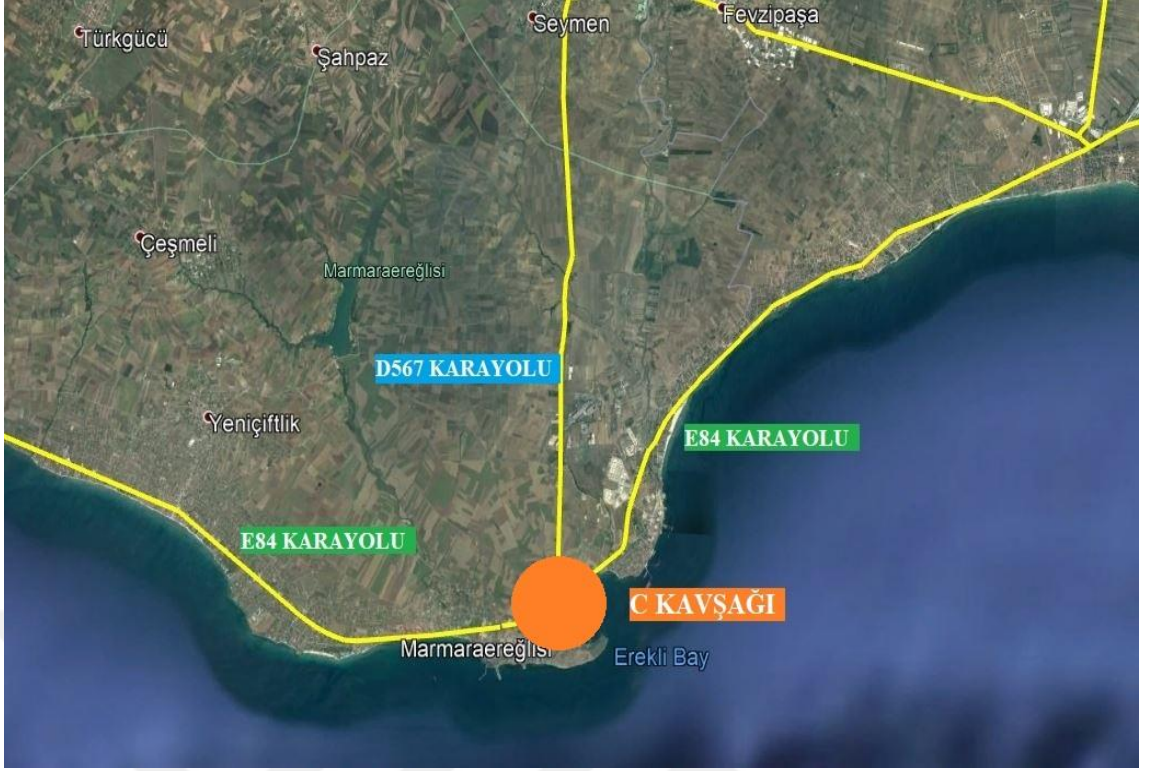 Seymen
Fevzipaşa
Türkgücü
Şahpaz
Çeşmeli
Marmaraereğlisi
D567 KARAYOLU
Yeniçiftlik
E84 KARAYOLU
E84 KARAYOLU
C KAVŞAĞI
Marmaraereğlisi
Erekli Bay